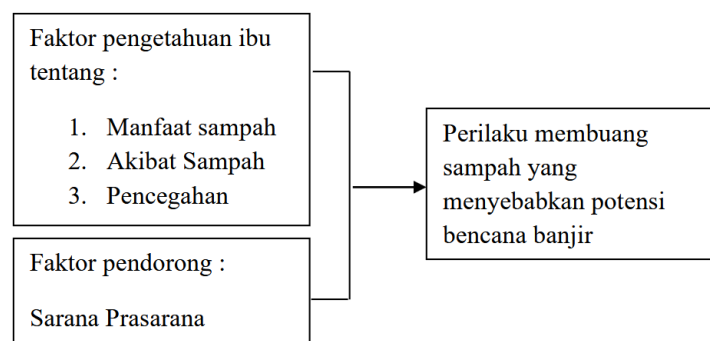 Faktor pengetahuan ibu
tentang :
1. Manfaat sampah
2. Akibat Sampah
3. Pencegahan
Faktor pendorong :
Sarana Prasarana
Perilaku membuang
sampah yang
menyebabkan potensi
bencana banjir